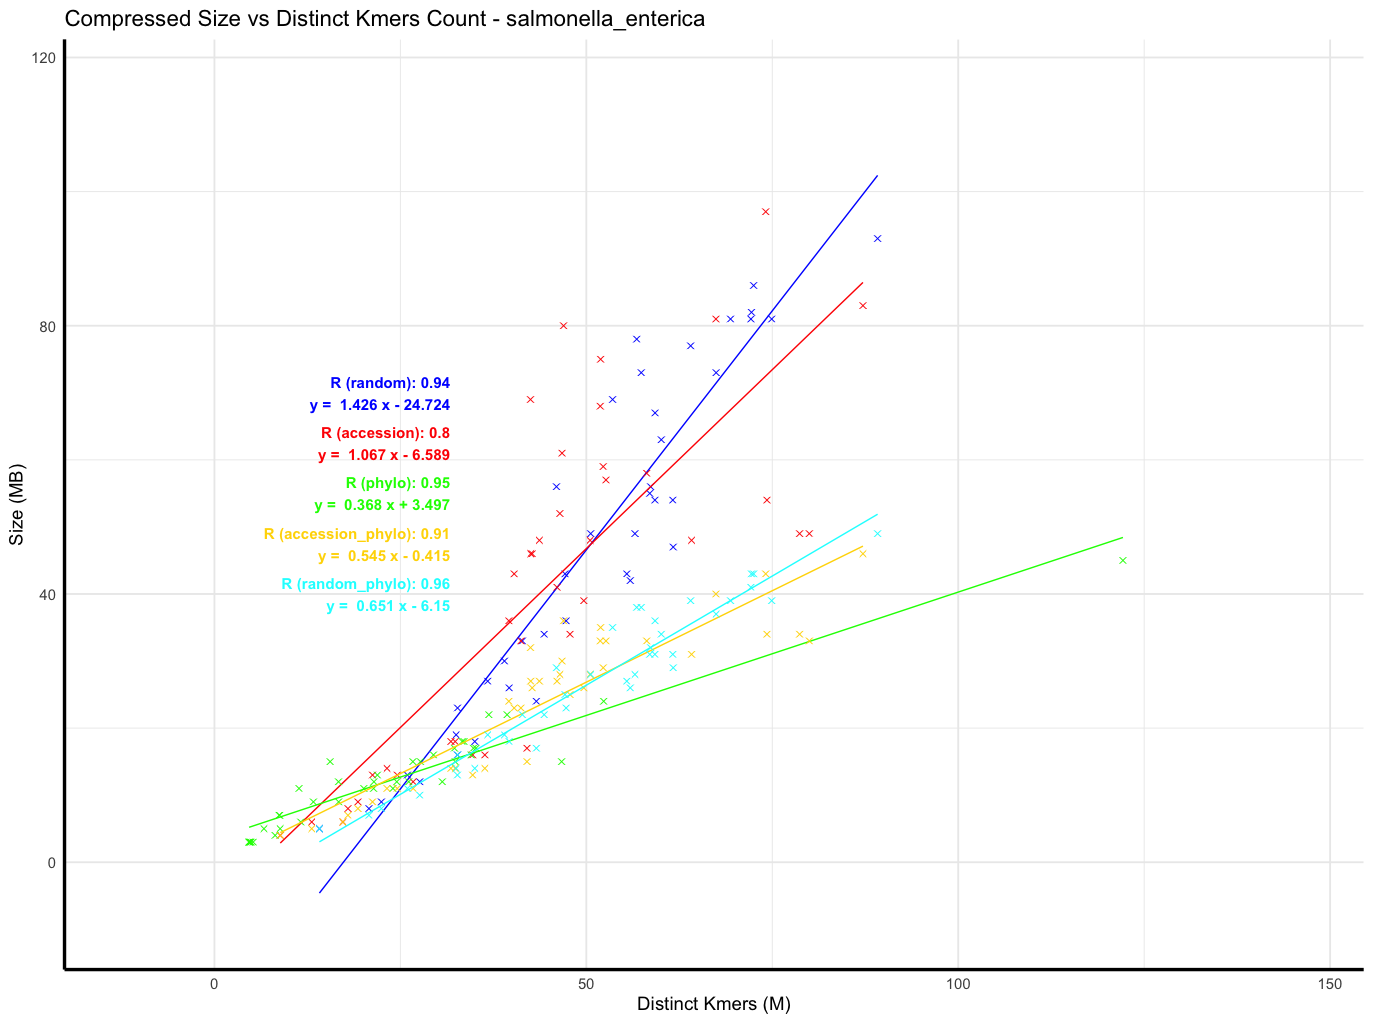 Compressed Size vs Distinct Kmers Count - salmonella_enterica
120
80
40
0
Size (MB)
R (random): 0.94
y =  1.426 x - 24.724
R (accession): 0.8
y =  1.067 x - 6.589
R (phylo): 0.95
y =  0.368 x + 3.497
R (accession_phylo): 0.91
y =  0.545 x - 0.415
R (random_phylo): 0.96
y =  0.651 x - 6.15
0
50
100
150
Distinct Kmers (M)